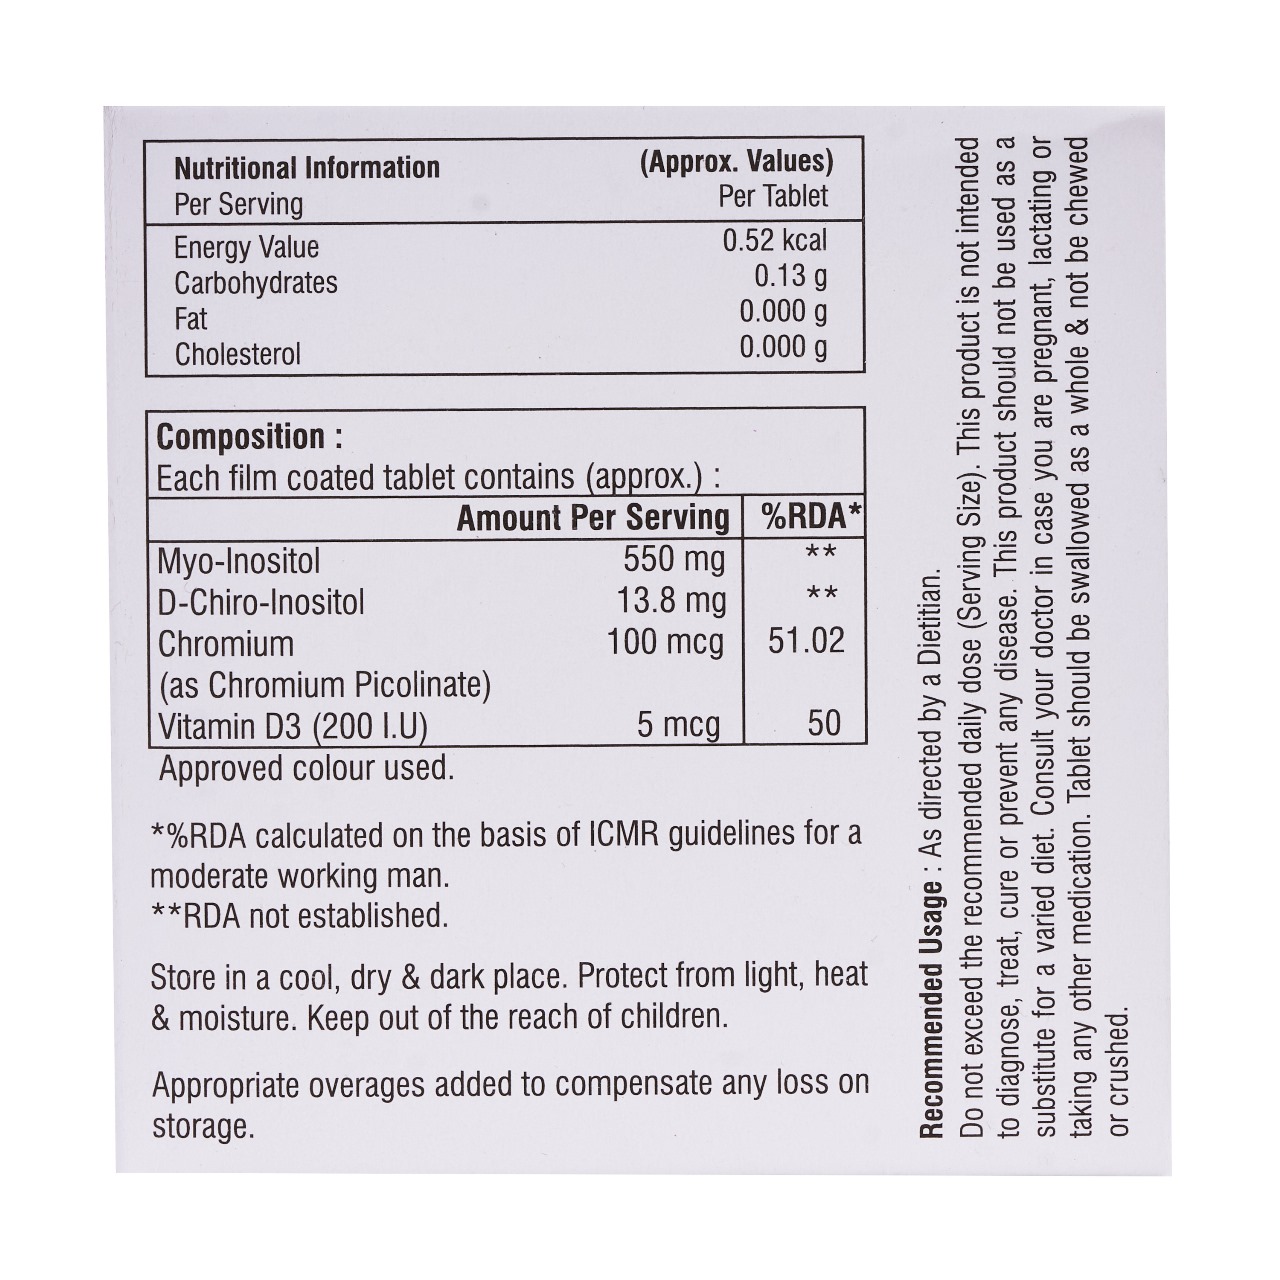 Nutritional Information (Approx. Values)
Per Serving Per Tablet
Energy Value 0.52 kcal
Carbohydrates 0.13 g
Fat 0.000 g
Cholesterol 0.000 g
Composition :
Each film coated tablet contains (approx.) :
Amount Per Serving %RDA*
Myo-Inositol 550 mg **
D-Chiro-Inositol 13.8 mg **
Chromium 100 mcg 51.02
(as Chromium Picolinate)
Vitamin D3 (200 I.U) 5 mcg 50
Approved colour used.
*%RDA calculated on the basis of ICMR guidelines for a
moderate working man.
**RDA not established.
Store in a cool, dry & dark place. Protect from light, heat
& moisture. Keep out of the reach of children.
Appropriate overages added to compensate any loss on
storage.
Recommended Usage : As directed by a Dietitian.
Do not exceed the recommended daily dose (Serving Size). This product is not intended
to diagnose, treat, cure or prevent any disease. This product should not be used as a
substitute for a varied diet. Consult your doctor in case you are pregnant, lactating or
taking any other medication. Tablet should be swallowed as a whole & not be chewed
or crushed.